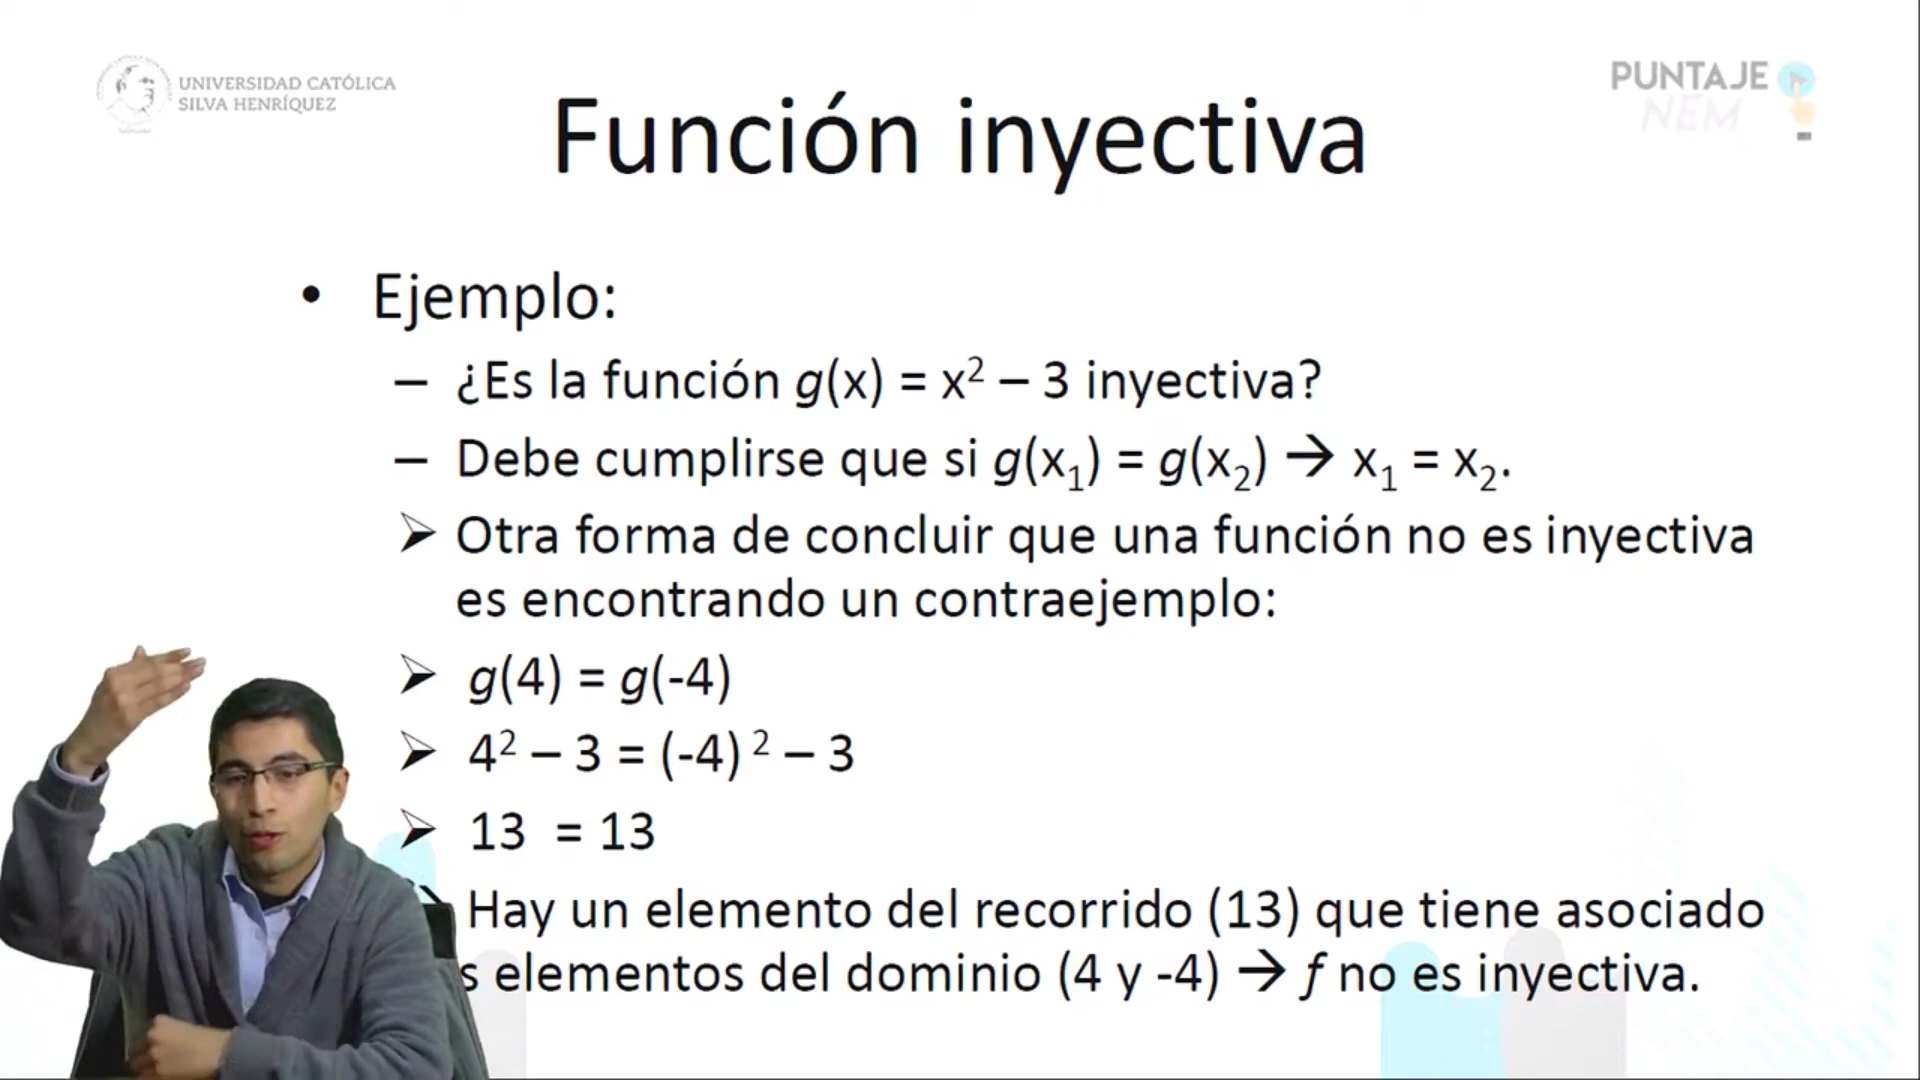 UNIVERSIDAD CATÓLICA
SILVA HENRÍQUEZ
PUNTAJE
NEM
Función inyectiva
• Ejemplo:
– ¿Es la función g(x) = x² – 3 inyectiva?
– Debe cumplirse que si g(x₁) = g(x₂) → x₁ = x₂.
➢ Otra forma de concluir que una función no es inyectiva
es encontrando un contraejemplo:
➢ g(4) = g(-4)
➢ 4² – 3 = (-4) ² – 3
➢ 13 = 13
Hay un elemento del recorrido (13) que tiene asociado
s elementos del dominio (4 y -4) → f no es inyectiva.